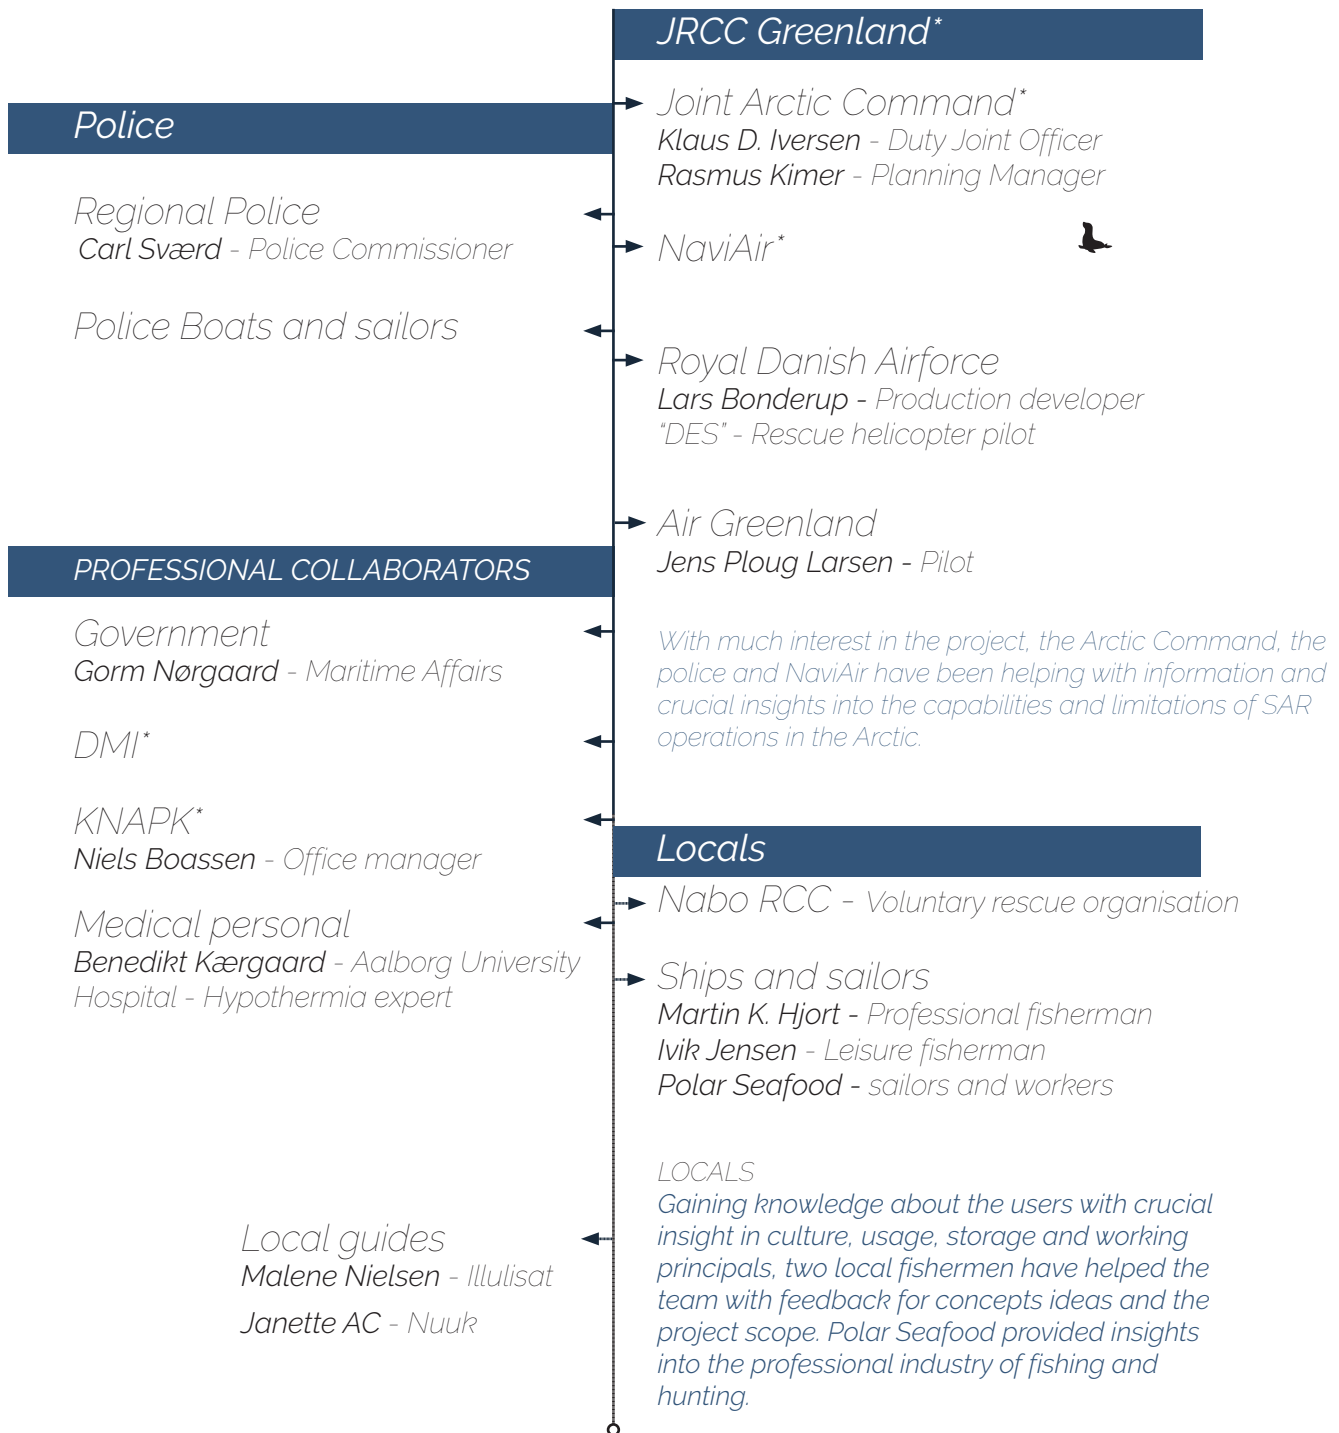 JRCC Greenland*
Joint Arctic Command*
Klaus D. Iversen - Duty Joint Officer
Rasmus Kimer - Planning Manager
NaviAir*
Royal Danish Airforce
Lars Bonderup - Production developer
"DES" - Rescue helicopter pilot
Air Greenland
Jens Ploug Larsen - Pilot
With much interest in the project, the Arctic Command, the
police and NaviAir have been helping with information and
crucial insights into the capabilities and limitations of SAR
operations in the Arctic.
Police
Regional Police
Carl Sværd - Police Commissioner
Police Boats and sailors
PROFESSIONAL COLLABORATORS
Government
Gorm Nørgaard - Maritime Affairs
DMI*
KNAPK*
Niels Boassen - Office manager
Medical personal
Benedikt Kærgaard - Aalborg University
Hospital - Hypothermia expert
Locals
Nabo RCC - Voluntary rescue organisation
Ships and sailors
Martin K. Hjort - Professional fisherman
Ivik Jensen - Leisure fisherman
Polar Seafood - sailors and workers
LOCALS
Gaining knowledge about the users with crucial
insight in culture, usage, storage and working
principals, two local fishermen have helped the
team with feedback for concepts ideas and the
project scope. Polar Seafood provided insights
into the professional industry of fishing and
hunting.
Local guides
Malene Nielsen - Illulisat
Janette AC - Nuuk